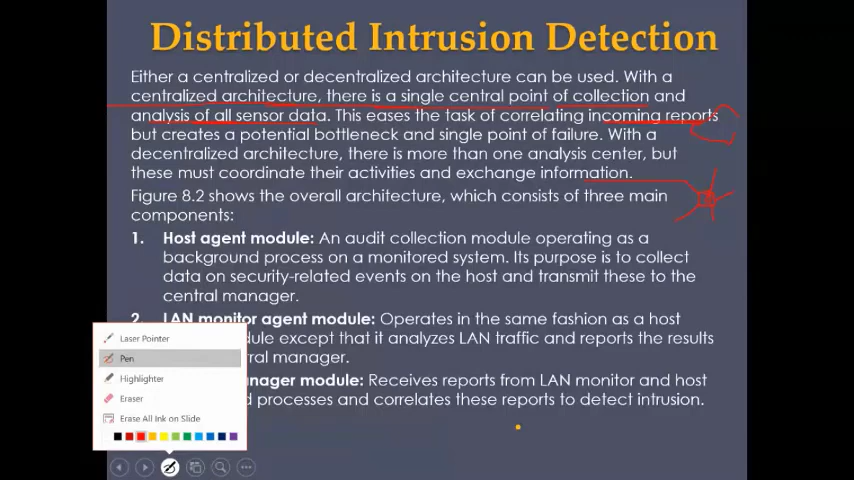 Distributed Intrusion Detection
Either a centralized or decentralized architecture can be used. With a
centralized architecture, there is a single central point of collection and
analysis of all sensor data. This eases the task of correlating incoming reports
but creates a potential bottleneck and single point of failure. With a
decentralized architecture, there is more than one analysis center, but
these must coordinate their activities and exchange information.
Figure 8.2 shows the overall architecture, which consists of three main
components:
1. Host agent module: An audit collection module operating as a
background process on a monitored system. Its purpose is to collect
data on security-related events on the host and transmit these to the
central manager.
2. LAN monitor agent module: Operates in the same fashion as a host
dule except that it analyzes LAN traffic and reports the results
ral manager.
anager module: Receives reports from LAN monitor and host
d processes and correlates these reports to detect intrusion.
Laser Pointer
Pen
Highlighter
Eraser
Erase All Ink on Slide